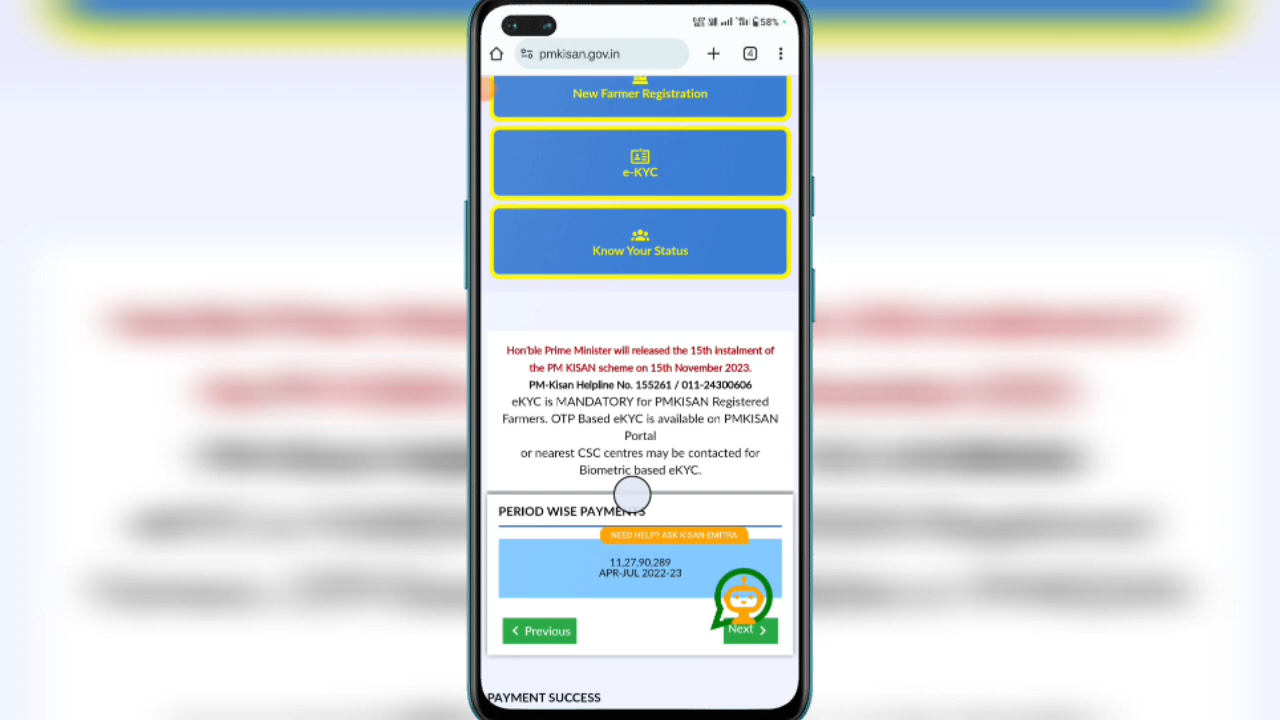 58%
pmkisan.gov.in
4
New Farmer Registration
e-KYC
Know Your Status
Hon'ble Prime Minister will released the 15th instalment of
the PM KISAN scheme on 15th November 2023.
PM-Kisan Helpline No. 155261 / 011-24300606
eKYC is MANDATORY for PMKISAN Registered
Farmers. OTP Based eKYC is available on PMKISAN
Portal
or nearest CSC centres may be contacted for
Biometric based eKYC.
PERIOD WISE PAYMENTS
NEED HELP? ASK KISAN-EMITRA
11,27,90,289
APR-JUL 2022-23
Previous
Next
PAYMENT SUCCESS